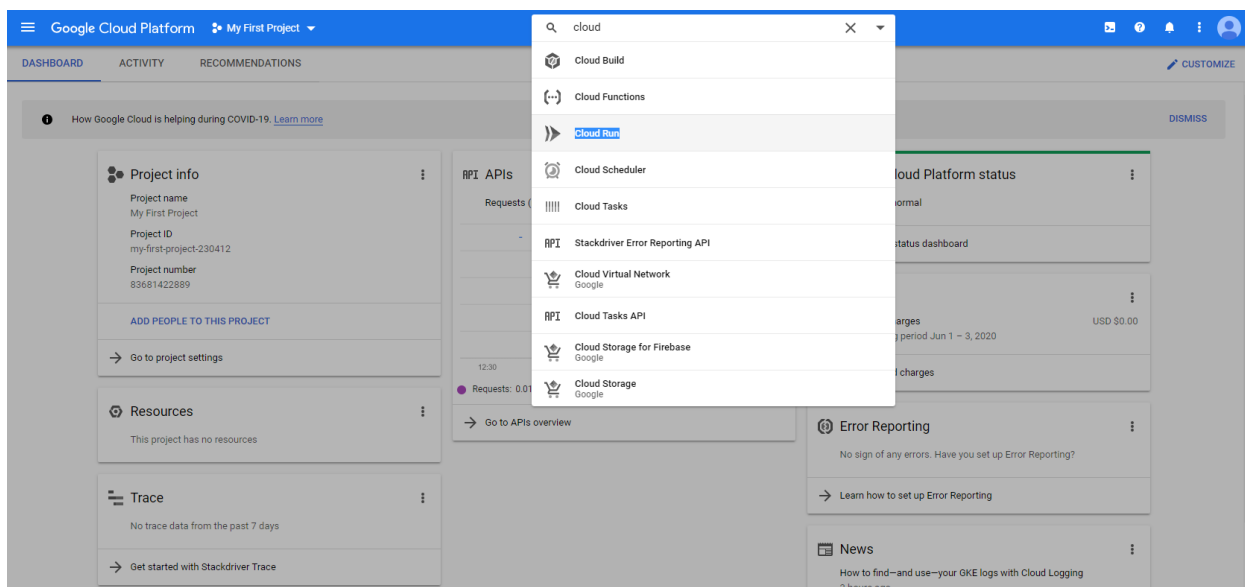 Google Cloud Platform
My First Project
cloud
DASHBOARD
ACTIVITY
RECOMMENDATIONS
CUSTOMIZE
How Google Cloud is helping during COVID-19. Learn more
DISMISS
Cloud Build
Cloud Functions
Cloud Run
Cloud Scheduler
Cloud Tasks
API Stackdriver Error Reporting API
Cloud Virtual Network
Google
API Cloud Tasks API
Cloud Storage for Firebase
Google
Cloud Storage
Google
Project info
Project name
My First Project
Project ID
my-first-project-230412
Project number
83681422889
ADD PEOPLE TO THIS PROJECT
Go to project settings
Resources
This project has no resources
Trace
No trace data from the past 7 days
Get started with Stackdriver Trace
API APIs
Requests (
-
12:30
Requests: 0.01
Go to APIs overview
loud Platform status
ormal
status dashboard
arges
USD $0.00
period Jun 1 – 3, 2020
charges
Error Reporting
No sign of any errors. Have you set up Error Reporting?
Learn how to set up Error Reporting
News
How to find—and use—your GKE logs with Cloud Logging